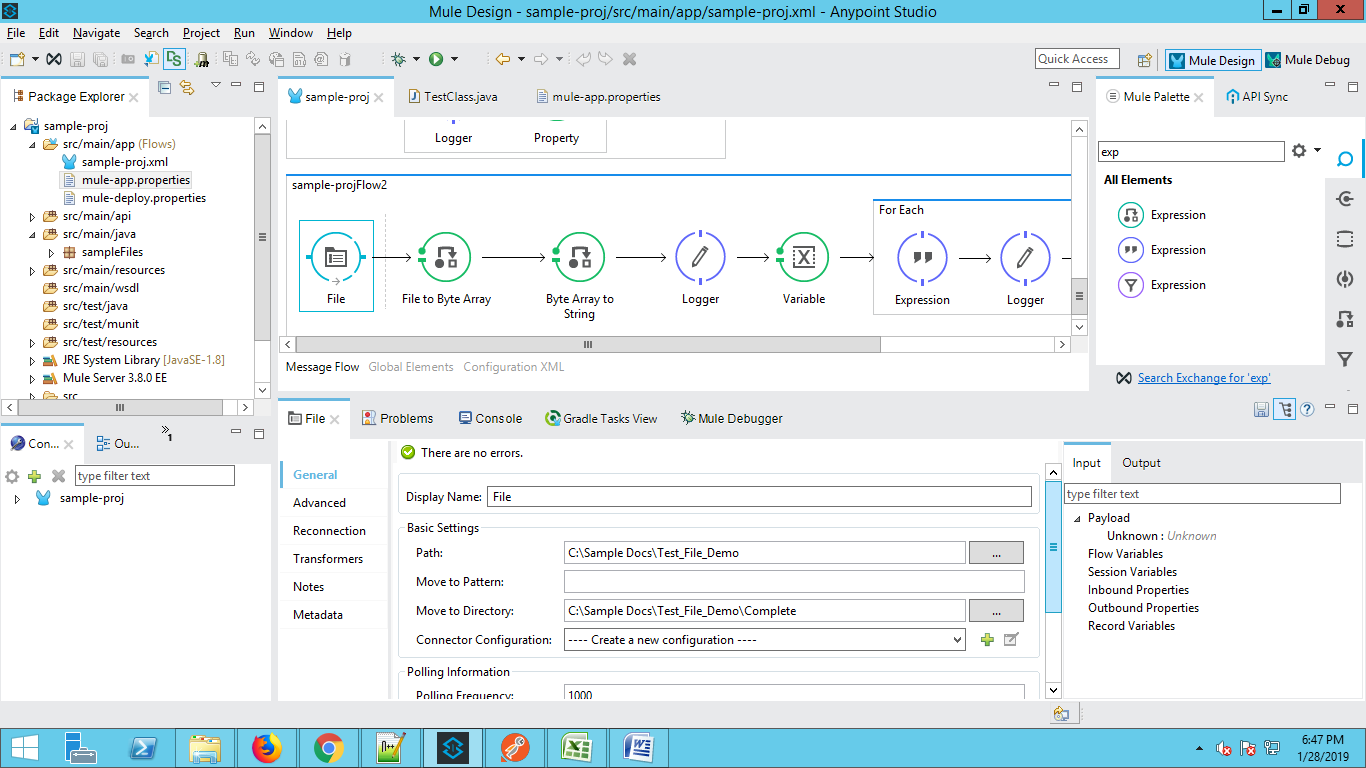 Mule Design - sample-proj/src/main/app/sample-proj.xml - Anypoint Studio
File Edit Navigate Search Project Run Window Help
Quick Access
Mule Design
Mule Debug
Package Explorer
sample-proj
src/main/app (Flows)
sample-proj.xml
mule-app.properties
mule-deploy.properties
src/main/api
src/main/java
sampleFiles
src/main/resources
src/main/wsdl
src/test/java
src/test/munit
src/test/resources
JRE System Library [JavaSE-1.8]
Mule Server 3.8.0 EE
src
Con...
Ou...
1
type filter text
sample-proj
sample-proj
TestClass.java
mule-app.properties
Logger
Property
sample-projFlow2
For Each
File
File to Byte Array
Byte Array to
String
Logger
Variable
Expression
Logger
Message Flow Global Elements Configuration XML
Mule Palette
API Sync
exp
All Elements
Expression
Expression
Expression
Search Exchange for 'exp'
File
Problems
Console
Gradle Tasks View
Mule Debugger
General
Advanced
Reconnection
Transformers
Notes
Metadata
There are no errors.
Display Name: File
Basic Settings
Path: C:\Sample Docs\Test_File_Demo ...
Move to Pattern:
Move to Directory: C:\Sample Docs\Test_File_Demo\Complete ...
Connector Configuration: ---- Create a new configuration ----
Polling Information
Polling Frequency: 1000
Input Output
type filter text
Payload
Unknown : Unknown
Flow Variables
Session Variables
Inbound Properties
Outbound Properties
Record Variables
6:47 PM
1/28/2019